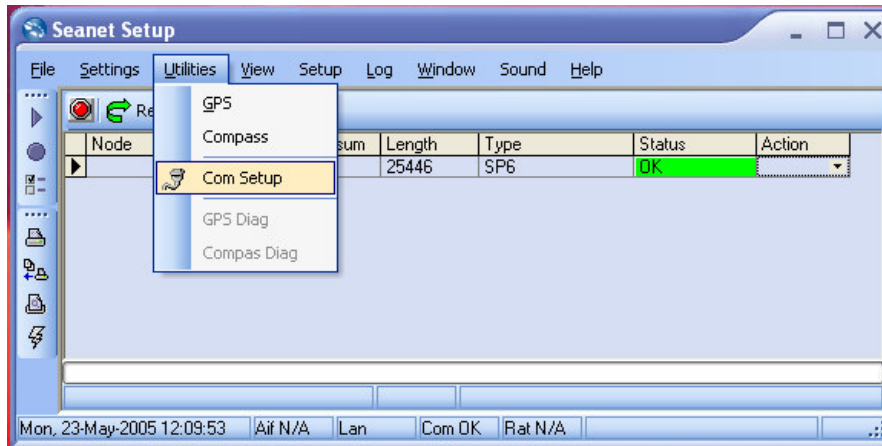 Seanet Setup
File Settings Utilities View Setup Log Window Sound Help
GPS
Compass
Com Setup
GPS Diag
Compas Diag
Node Length Type Status Action
25446 SP6 OK
Mon, 23-May-2005 12:09:53 Aif N/A Lan Com OK Rat N/A